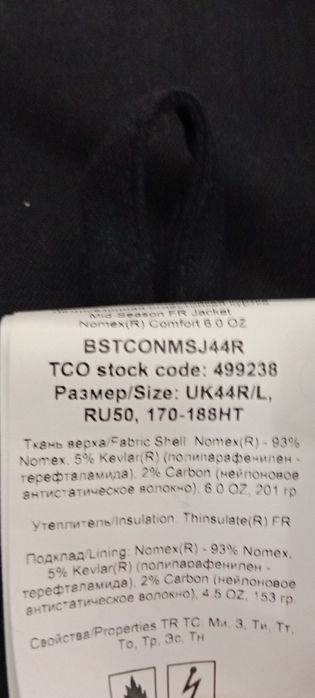 Mid-Season FR Jacket
Nomex(R) Comfort 6.0 OZ
BSTCONMSJ44R
TCO stock code: 499238
Размер/Size: UK44R/L,
RU50, 170-188HT
Ткань верха/Fabric Shell: Nomex(R) - 93%
Nomex, 5% Kevlar(R) (полипарафенилен -
терефталамида), 2% Carbon (нейлоновое
антистатическое волокно), 6.0 OZ, 201 гр.
Утеплитель/Insulation: Thinsulate(R) FR
Подклад/Lining: Nomex(R) - 93% Nomex,
5% Kevlar(R) (полипарафенилен -
терефталамида), 2% Carbon (нейлоновое
антистатическое волокно), 4.5 OZ, 153 гр.
Свойства/Properties TR TC: Ми, З, Ти, Тт,
То, Тр, Эс, Тн